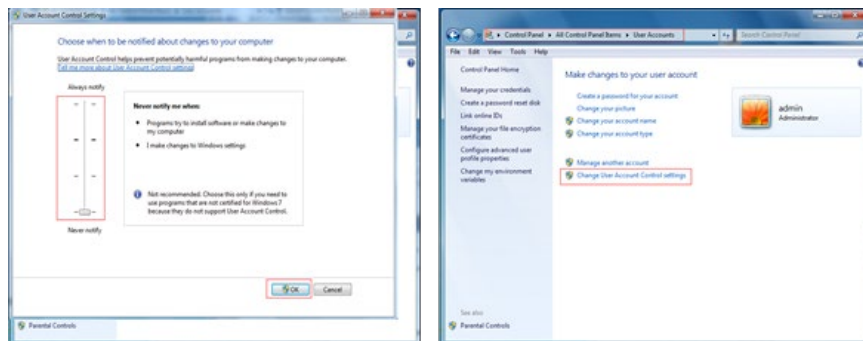 User Account Control Settings
Choose when to be notified about changes to your computer
User Account Control helps prevent potentially harmful programs from making changes to your computer.
Tell me more about User Account Control settings
Always notify
Never notify me when:
• Programs try to install software or make changes to
my computer
• I make changes to Windows settings
Not recommended. Choose this only if you need to
use programs that are not certified for Windows 7
because they do not support User Account Control.
Never notify
OK
Cancel
Parental Controls
Control Panel ▸ All Control Panel Items ▸ User Accounts
Search Control Panel
File Edit View Tools Help
Control Panel Home
Manage your credentials
Create a password reset disk
Link online IDs
Manage your file encryption
certificates
Configure advanced user
profile properties
Change my environment
variables
Make changes to your user account
Create a password for your account
Change your picture
Change your account name
Change your account type
Manage another account
Change User Account Control settings
admin
Administrator
See also
Parental Controls